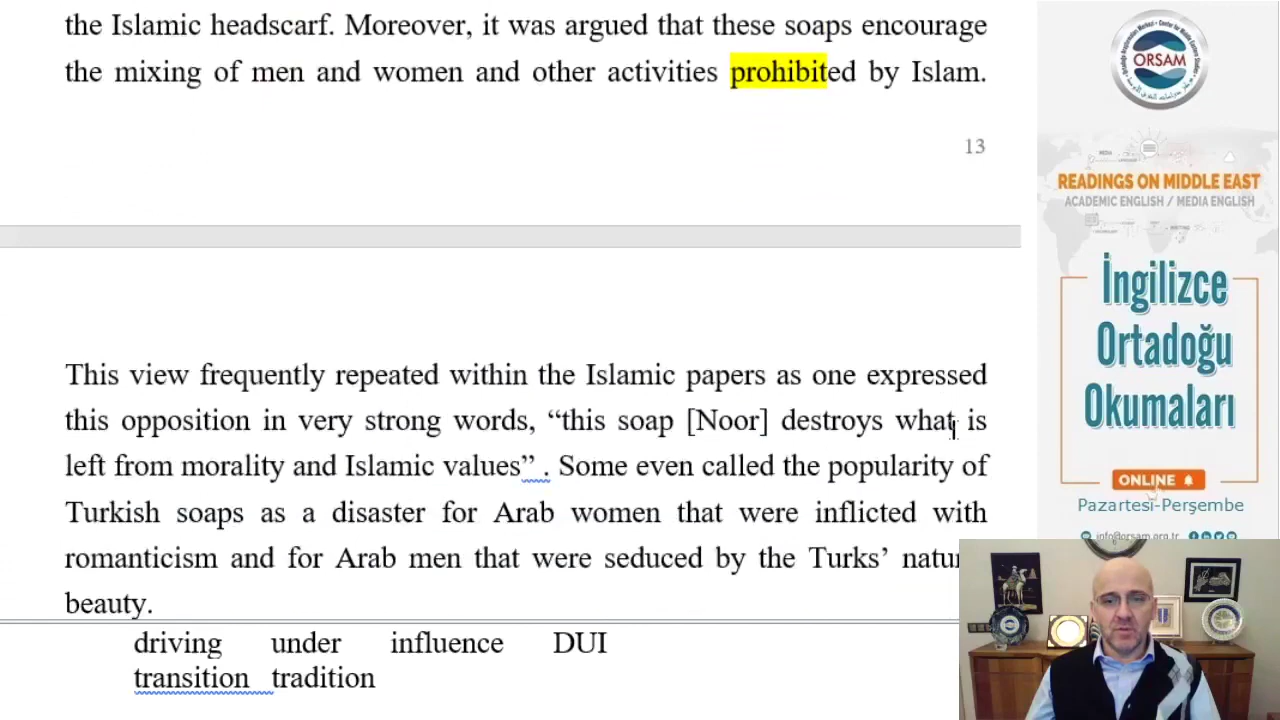 the Islamic headscarf. Moreover, it was argued that these soaps encourage
the mixing of men and women and other activities prohibited by Islam.
13
This view frequently repeated within the Islamic papers as one expressed
this opposition in very strong words, “this soap [Noor] destroys what is
left from morality and Islamic values” . Some even called the popularity of
Turkish soaps as a disaster for Arab women that were inflicted with
romanticism and for Arab men that were seduced by the Turks’
beauty.
driving under influence DUI
transition tradition
ORSAM
READINGS ON MIDDLE EAST
ACADEMIC ENGLISH / MEDIA ENGLISH
İngilizce
Ortadoğu
Okumaları
ONLINE
Pazartesi-Perşembe
info@orsam.org.tr